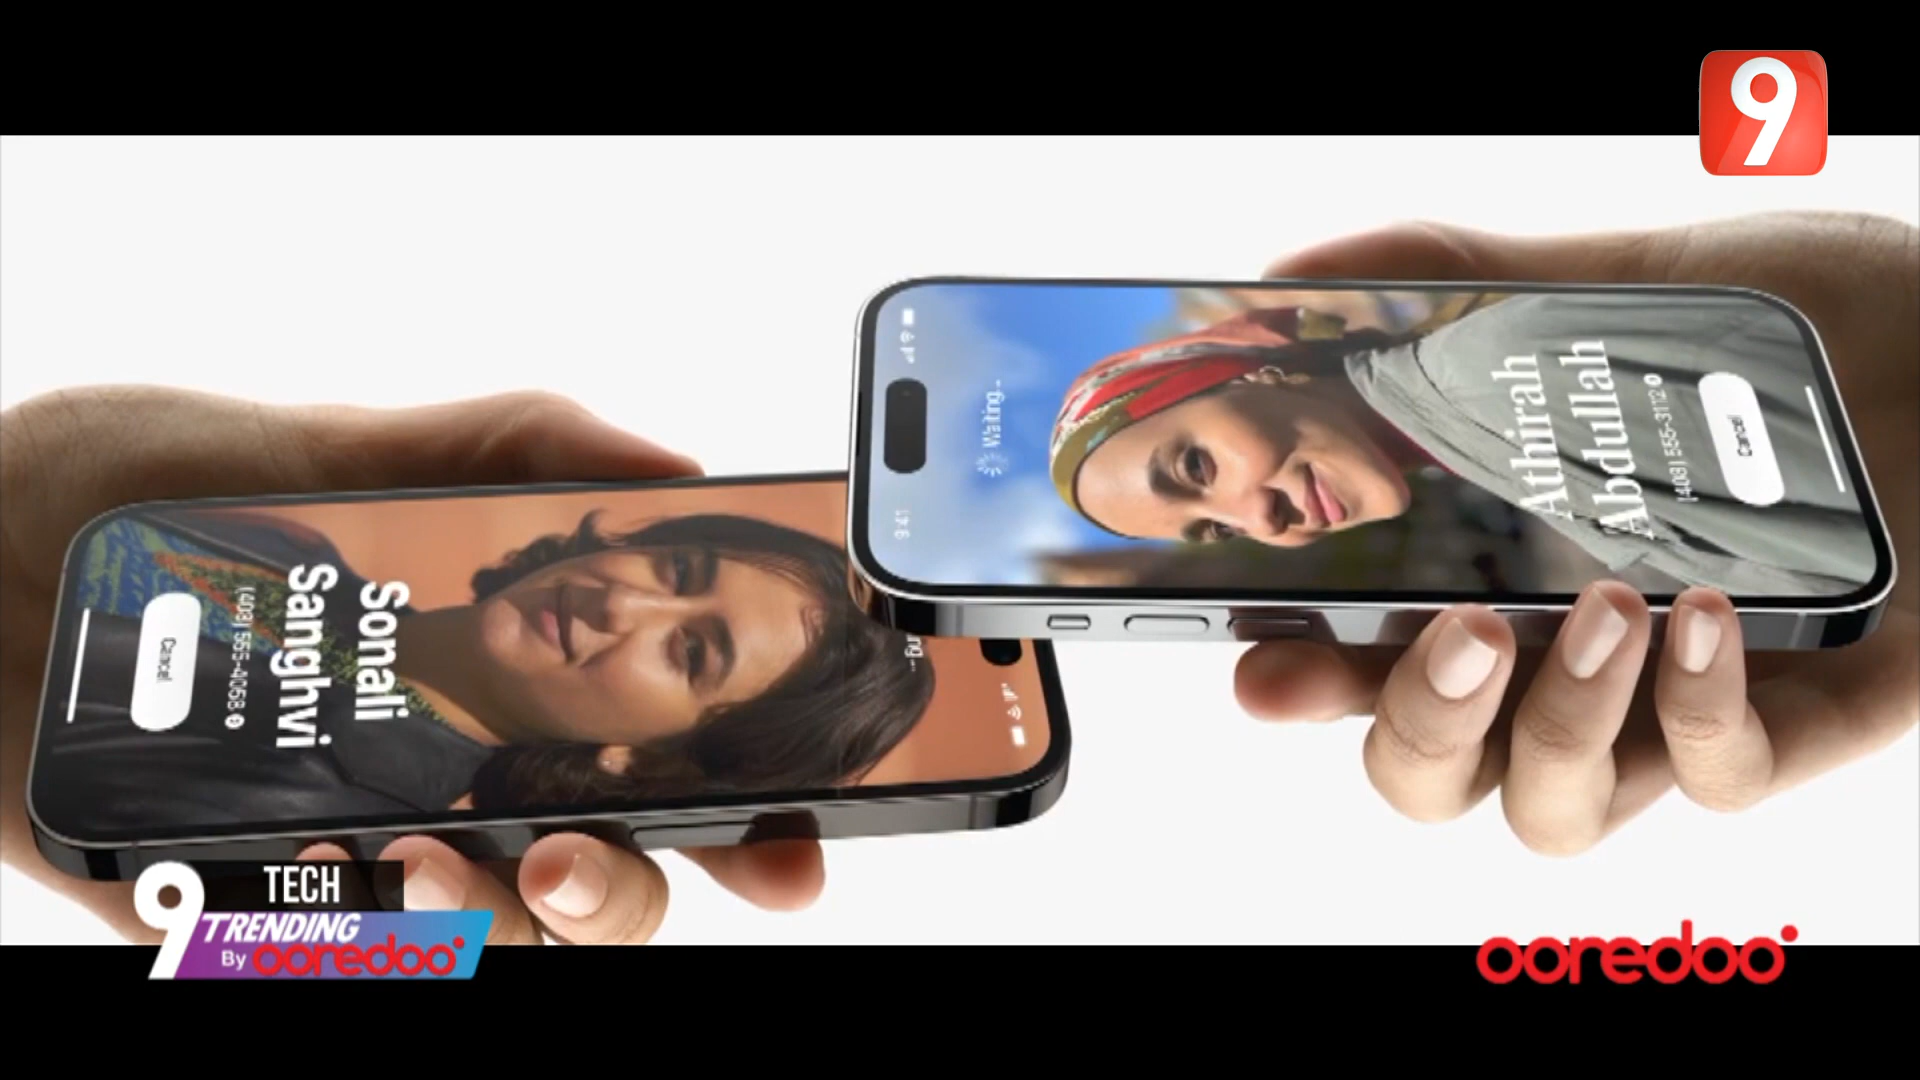 9
9:41
Waiting...
Athirah
Abdullah
(408) 555-3112
Cancel
Sonali
Sanghvi
(408) 555-4068
Cancel
9
TECH
TRENDING
By ooredoo
ooredoo